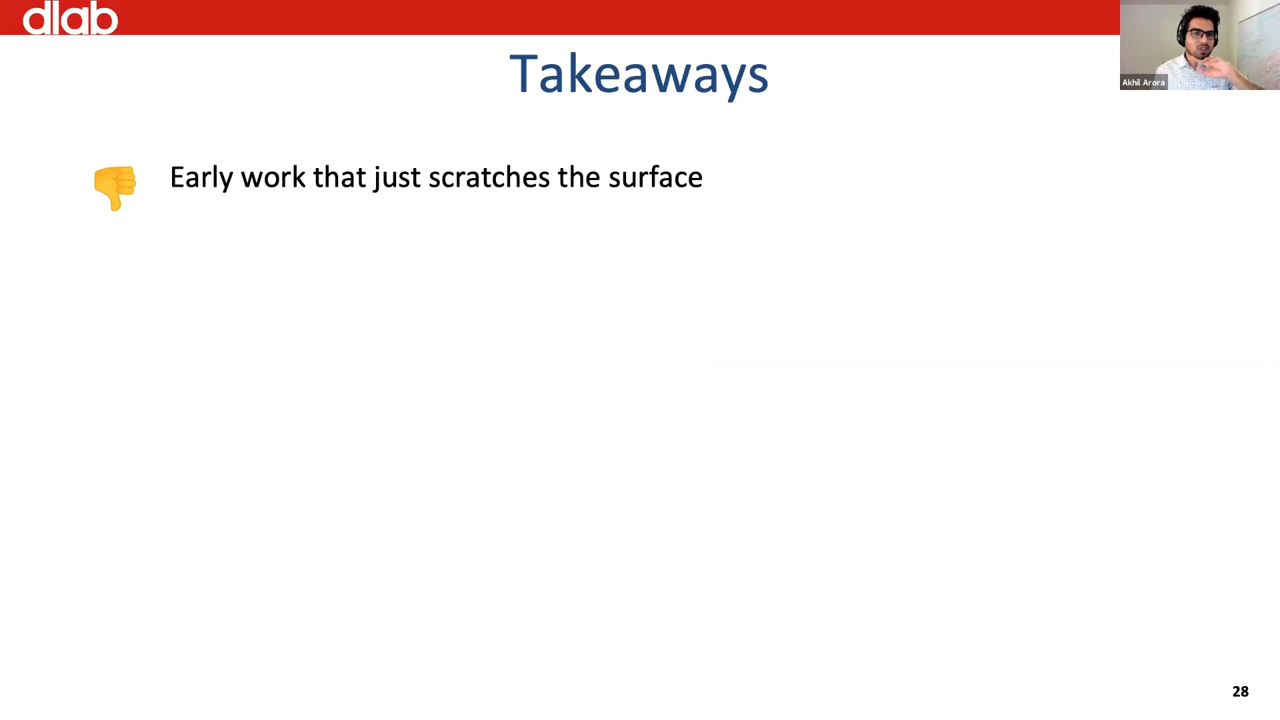 dlab
Akhil Arora
Takeaways
Early work that just scratches the surface
28